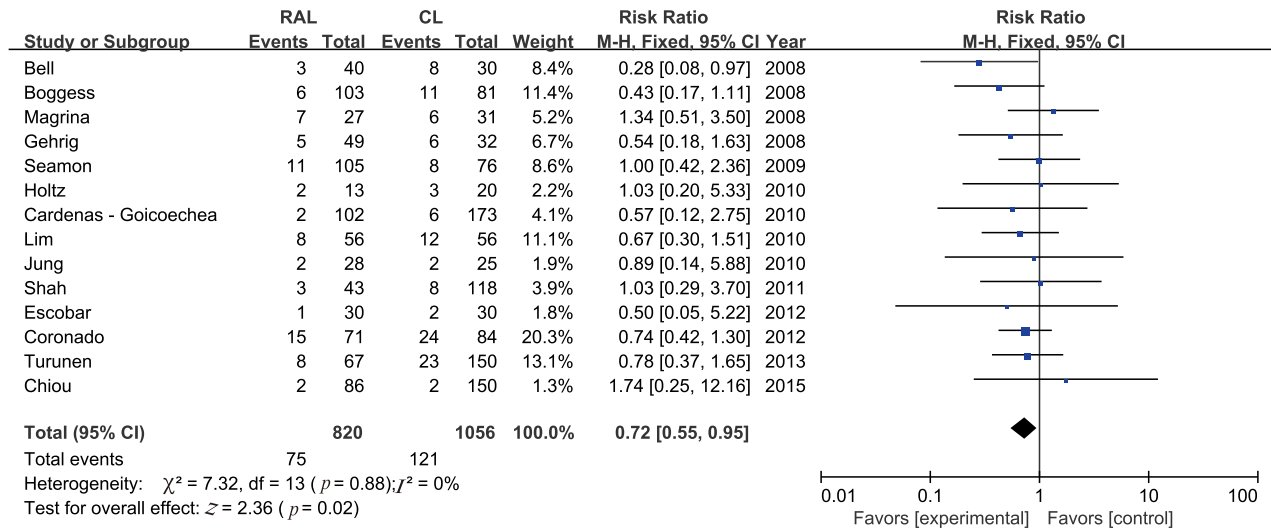 RAL CL Risk Ratio Risk Ratio
Study or Subgroup Events Total Events Total Weight M-H, Fixed, 95% CI Year M-H, Fixed, 95% CI
Bell 3 40 8 30 8.4% 0.28 [0.08, 0.97] 2008
Boggess 6 103 11 81 11.4% 0.43 [0.17, 1.11] 2008
Magrina 7 27 6 31 5.2% 1.34 [0.51, 3.50] 2008
Gehrig 5 49 6 32 6.7% 0.54 [0.18, 1.63] 2008
Seamon 11 105 8 76 8.6% 1.00 [0.42, 2.36] 2009
Holtz 2 13 3 20 2.2% 1.03 [0.20, 5.33] 2010
Cardenas - Goicoechea 2 102 6 173 4.1% 0.57 [0.12, 2.75] 2010
Lim 8 56 12 56 11.1% 0.67 [0.30, 1.51] 2010
Jung 2 28 2 25 1.9% 0.89 [0.14, 5.88] 2010
Shah 3 43 8 118 3.9% 1.03 [0.29, 3.70] 2011
Escobar 1 30 2 30 1.8% 0.50 [0.05, 5.22] 2012
Coronado 15 71 24 84 20.3% 0.74 [0.42, 1.30] 2012
Turunen 8 67 23 150 13.1% 0.78 [0.37, 1.65] 2013
Chiou 2 86 2 150 1.3% 1.74 [0.25, 12.16] 2015
Total (95% CI) 820 1056 100.0% 0.72 [0.55, 0.95]
Total events 75 121
Heterogeneity: χ² = 7.32, df = 13 ( p = 0.88);I² = 0%
Test for overall effect: z = 2.36 ( p = 0.02)
0.01 0.1 1 10 100
Favors [experimental] Favors [control]